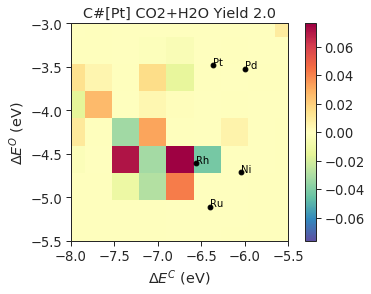 C#[Pt] CO2+H2O Yield 2.0
−3.0
−3.5
−4.0
−4.5
−5.0
−5.5
ΔE^O (eV)
Pt
Pd
Rh
Ni
Ru
−8.0 −7.5 −7.0 −6.5 −6.0 −5.5
ΔE^C (eV)
0.06
0.04
0.02
0.00
−0.02
−0.04
−0.06